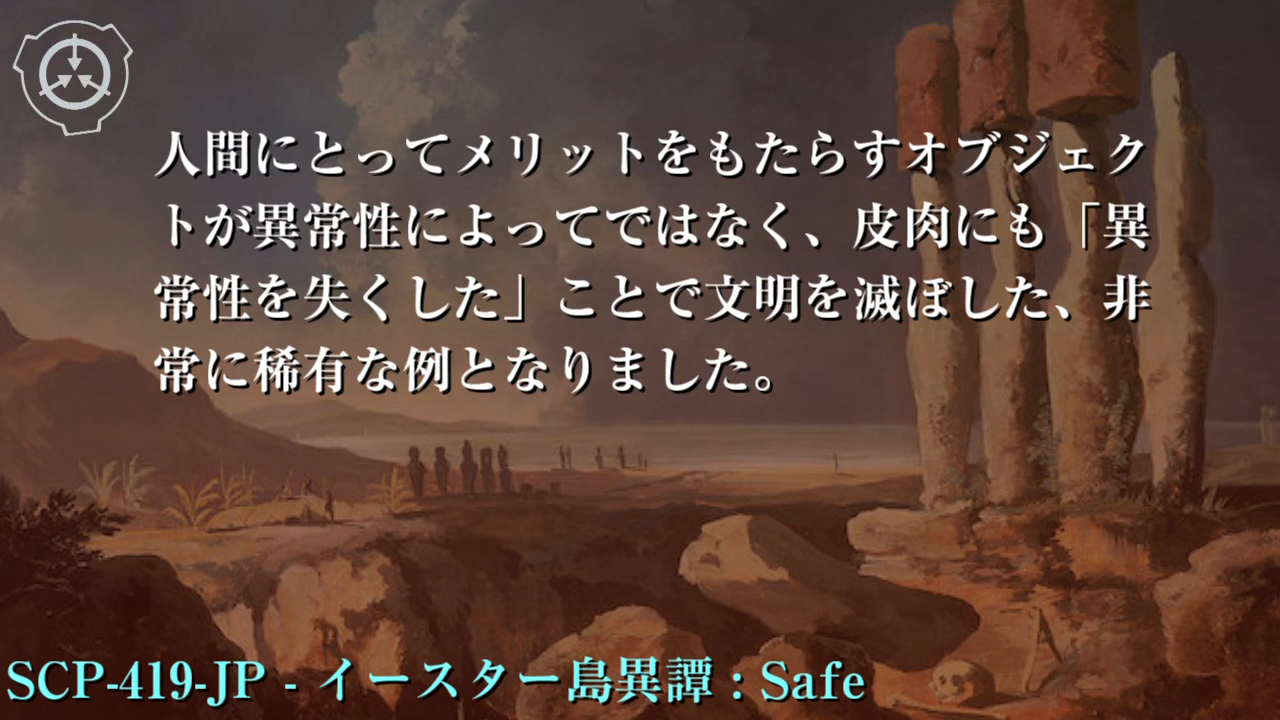 人間にとってメリットをもたらすオブジェク
トが異常性によってではなく、皮肉にも「異
常性を失くした」ことで文明を滅ぼした、非
常に稀有な例となりました。
SCP-419-JP - イースター島異譚 : Safe